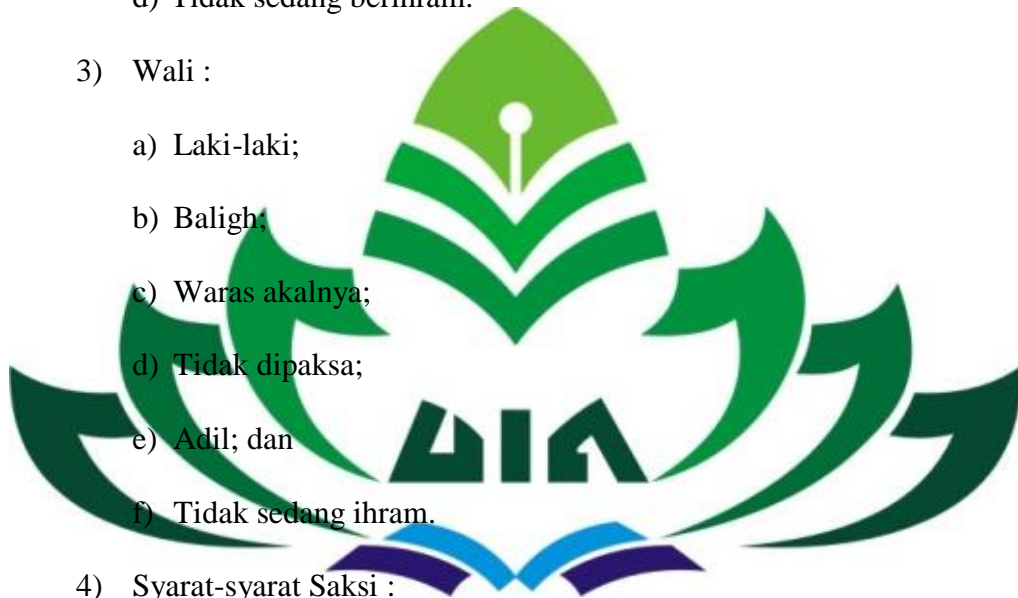 d) Tidak sedang berihram.
3) Wali :
a) Laki-laki;
b) Baligh;
c) Waras akalnya;
d) Tidak dipaksa;
e) Adil; dan
UIN
f) Tidak sedang ihram.
4) Syarat-syarat Saksi :